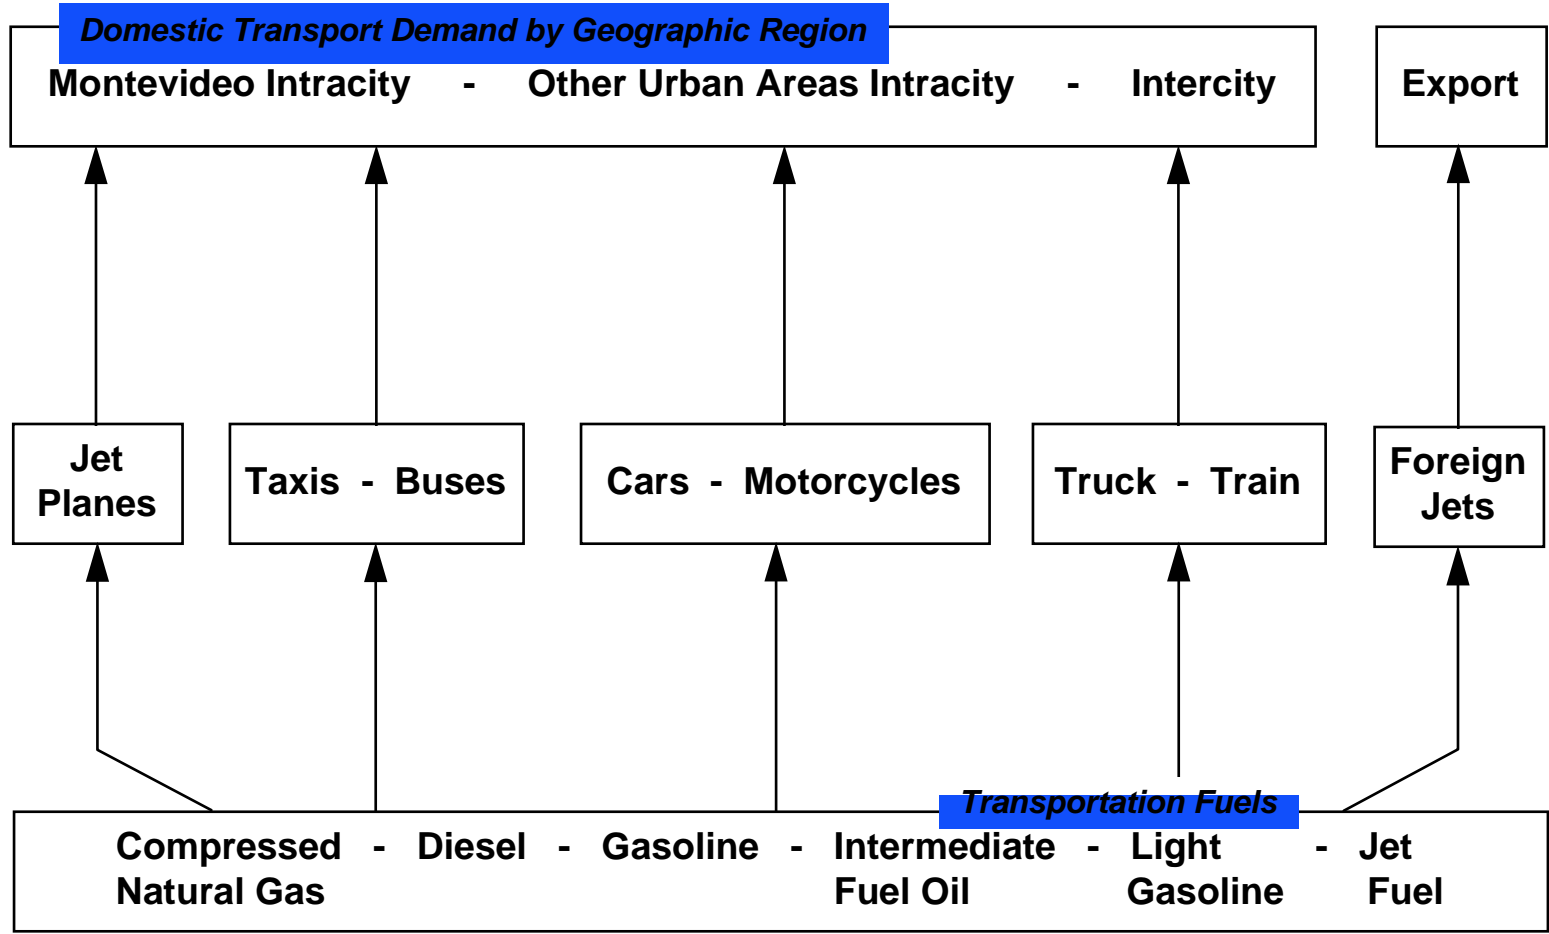 Domestic Transport Demand by Geographic Region
Montevideo Intracity - Other Urban Areas Intracity - Intercity
Export
Jet
Planes
Taxis - Buses
Cars - Motorcycles
Truck - Train
Foreign
Jets
Transportation Fuels
Compressed - Diesel - Gasoline - Intermediate - Light - Jet
Natural Gas Fuel Oil Gasoline Fuel